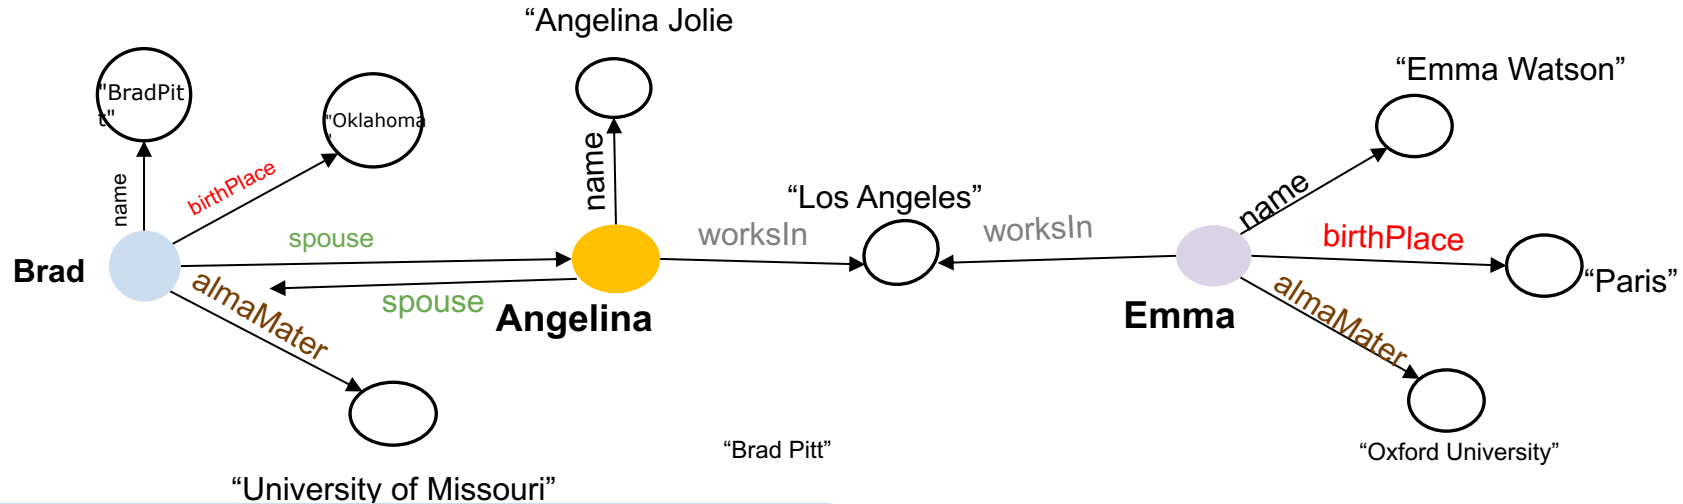 “Angelina Jolie
“Emma Watson”
"BradPit
t"
"Oklahoma
"
name
birthPlace
name
“Los Angeles”
name
spouse
worksIn
worksIn
birthPlace
Brad
almaMater
spouse
Angelina
Emma
almaMater
“Paris”
“Brad Pitt”
“Oxford University”
“University of Missouri”